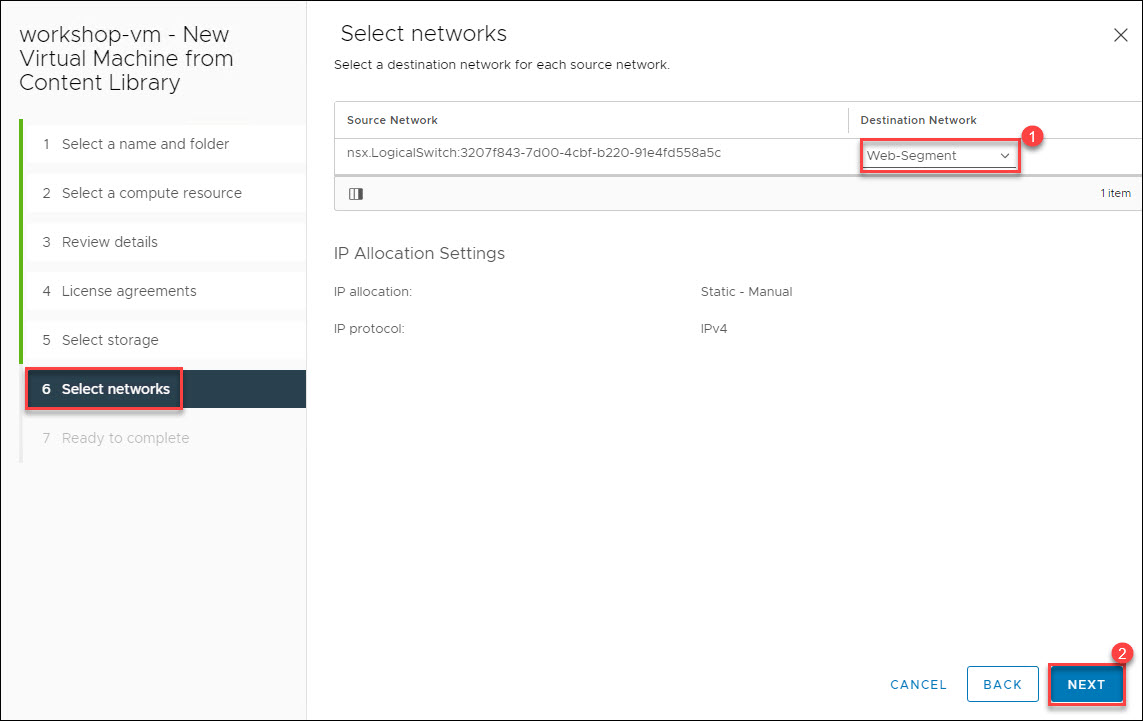 workshop-vm - New
Virtual Machine from
Content Library
1 Select a name and folder
2 Select a compute resource
3 Review details
4 License agreements
5 Select storage
6 Select networks
7 Ready to complete
Select networks
Select a destination network for each source network.
Source Network Destination Network
1
nsx.LogicalSwitch:3207f843-7d00-4cbf-b220-91e4fd558a5c Web-Segment
1 item
IP Allocation Settings
IP allocation: Static - Manual
IP protocol: IPv4
2
CANCEL BACK NEXT